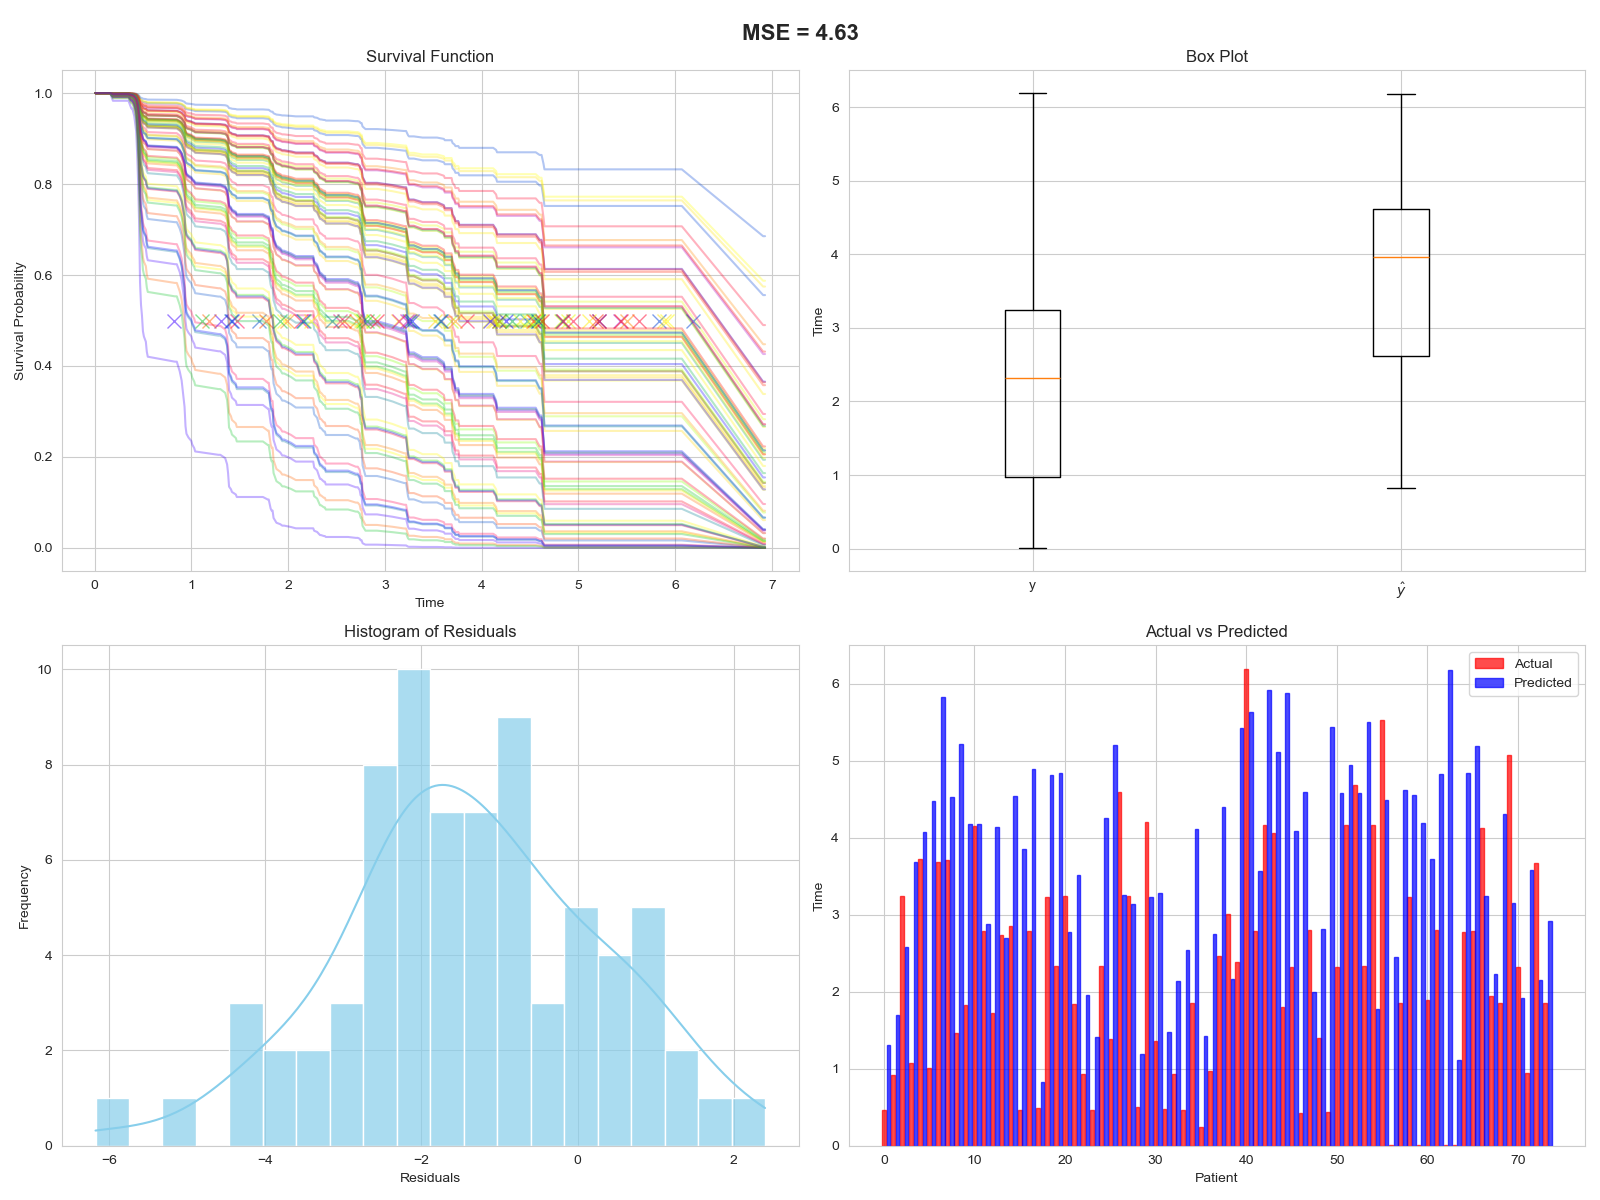 MSE = 4.63
Survival Function
Survival Probability
1.0
0.8
0.6
0.4
0.2
0.0
0 1 2 3 4 5 6 7
Time
Box Plot
Time
6
5
4
3
2
1
0
y ŷ
Histogram of Residuals
Frequency
10
8
6
4
2
0
−6 −4 −2 0 2
Residuals
Actual vs Predicted
Actual
Predicted
Time
6
5
4
3
2
1
0
0 10 20 30 40 50 60 70
Patient